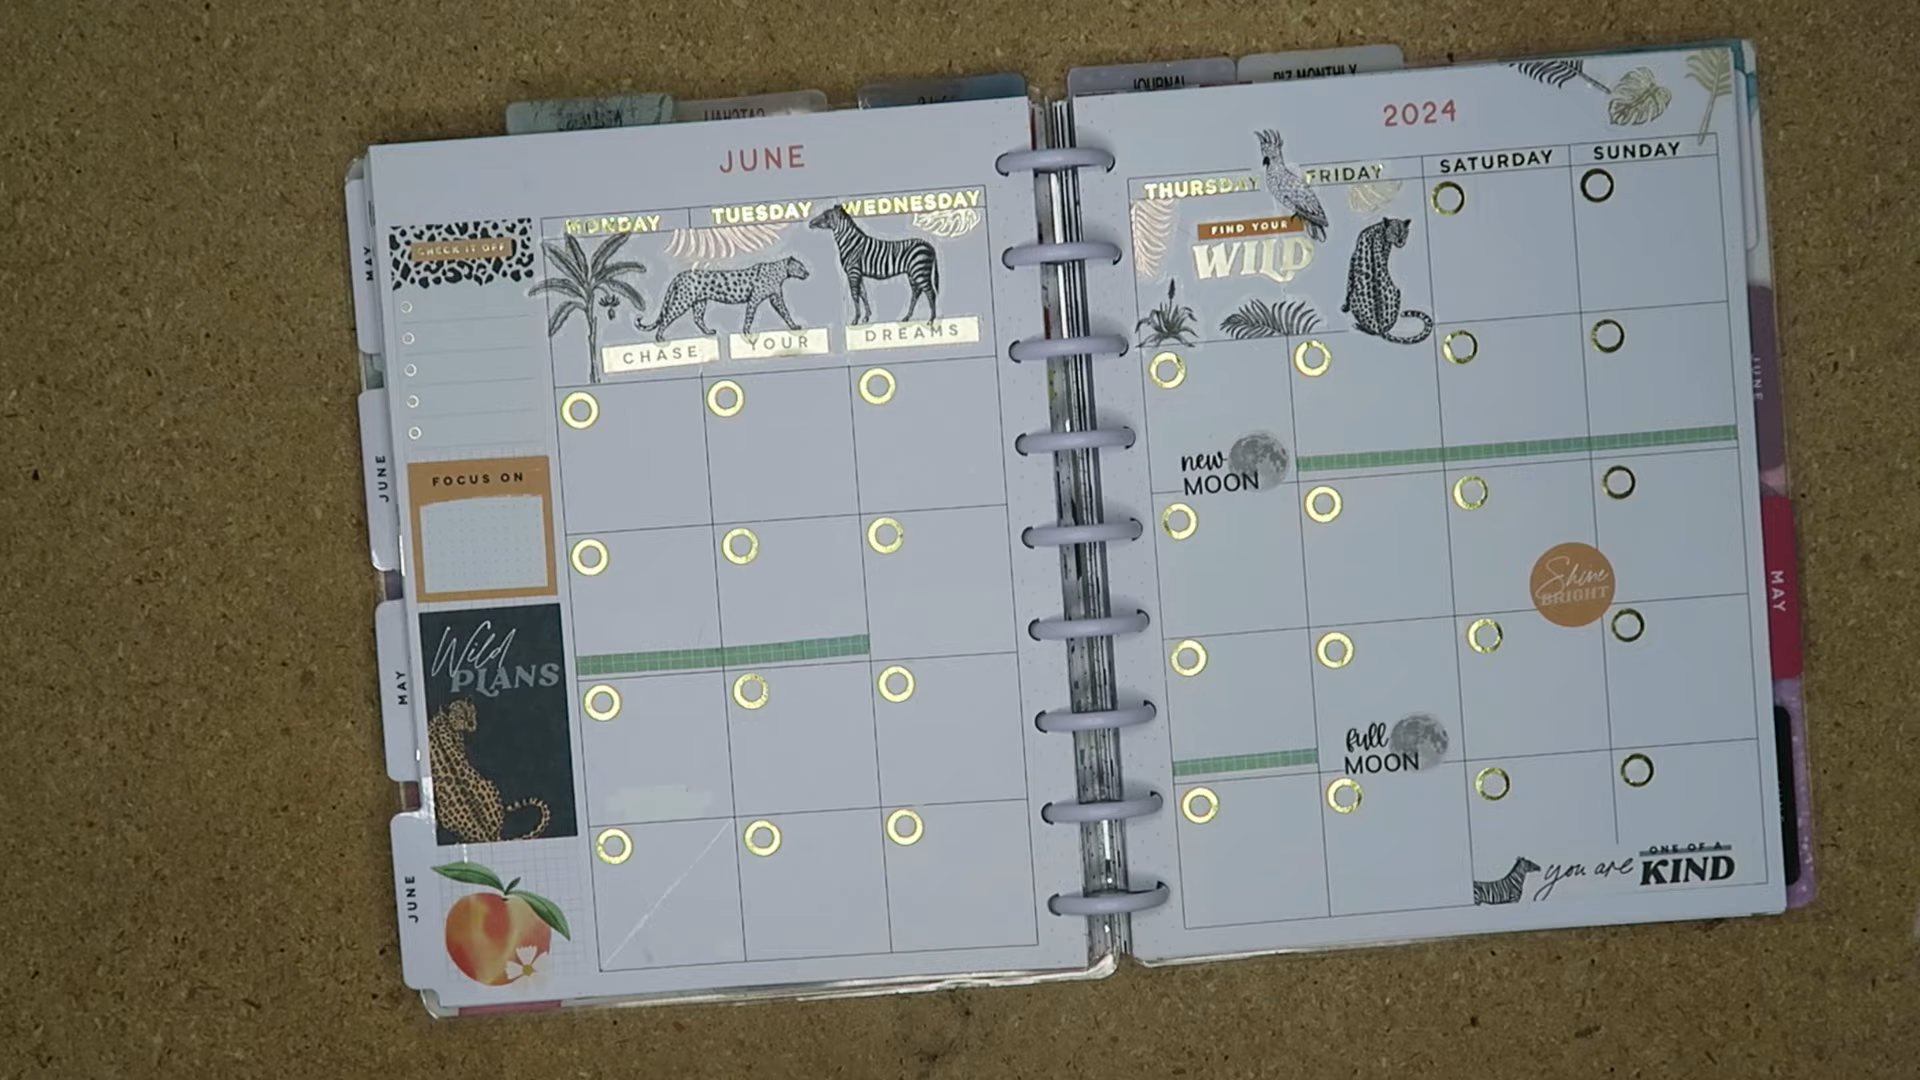 JOURNAL
BIZ MONTHLY
JUNE
2024
MONDAY
TUESDAY
WEDNESDAY
THURSDAY
FRIDAY
SATURDAY
SUNDAY
CHECK IT OFF
CHASE
YOUR
DREAMS
FIND YOUR
WILD
FOCUS ON
new
MOON
Wild
PLANS
Shine
BRIGHT
full
MOON
you are
ONE OF A
KIND
MAY
JUNE
MAY
JUNE
JUNE
MAY